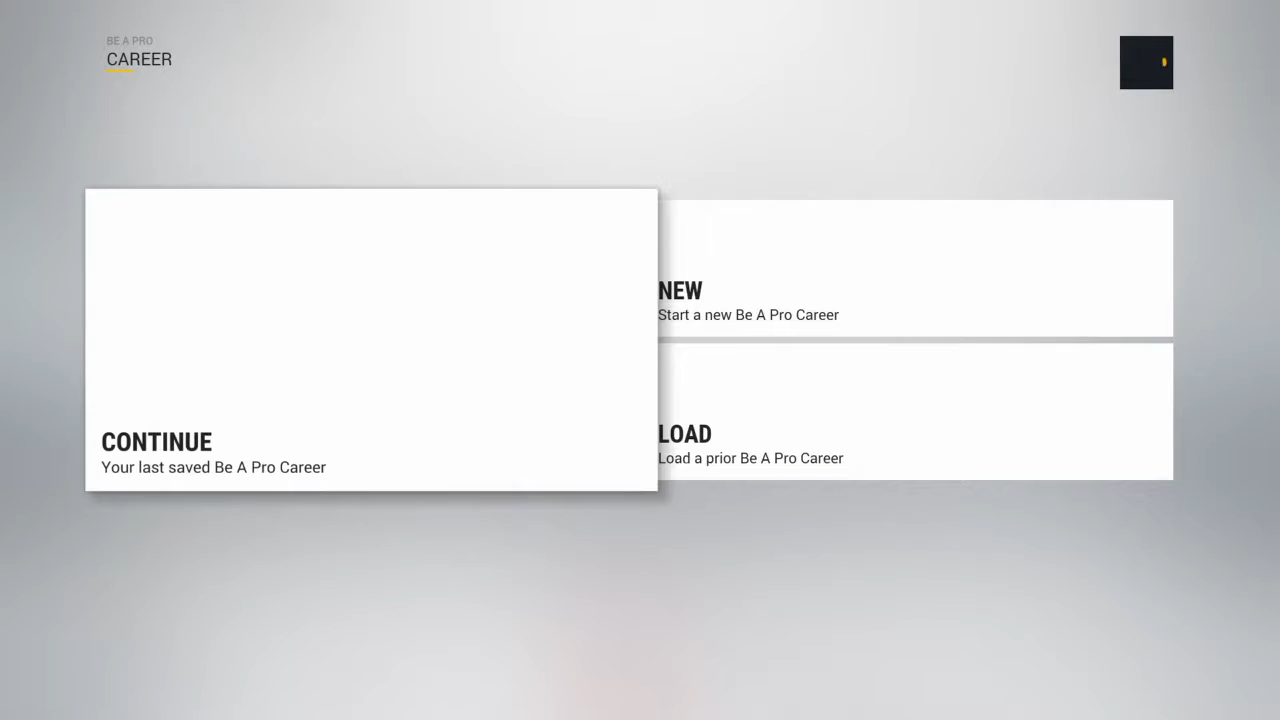 BE A PRO
CAREER
NEW
Start a new Be A Pro Career
LOAD
Load a prior Be A Pro Career
CONTINUE
Your last saved Be A Pro Career